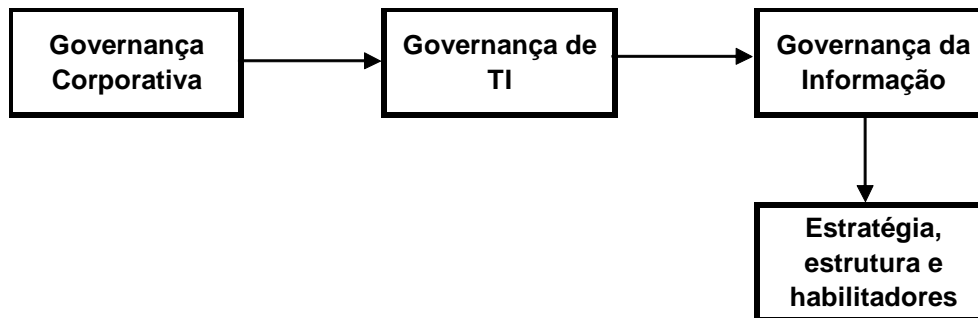 Governança
Corporativa
Governança de
TI
Governança da
Informação
Estratégia,
estrutura e
habilitadores